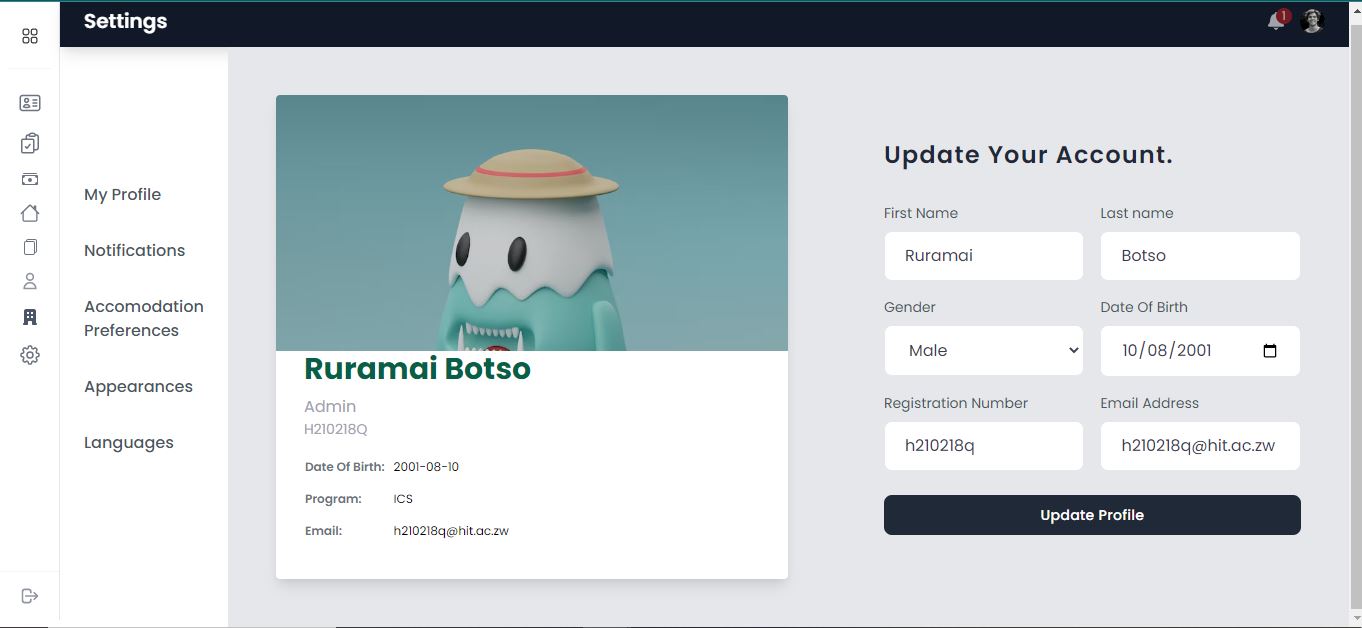 Settings
1
My Profile
Notifications
Accomodation
Preferences
Appearances
Languages
Ruramai Botso
Admin
H210218Q
Date Of Birth: 2001-08-10
Program: ICS
Email: h210218q@hit.ac.zw
Update Your Account.
First Name Last name
Ruramai Botso
Gender Date Of Birth
Male 10/08/2001
Registration Number Email Address
h210218q h210218q@hit.ac.zw
Update Profile